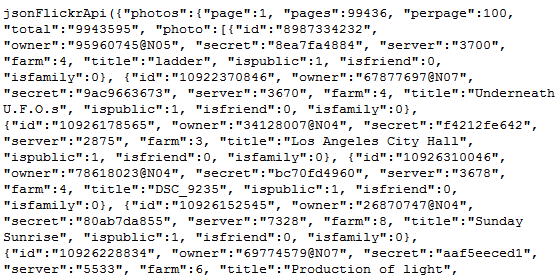 jsonFlickrApi({"photos":{"page":1, "pages":99436, "perpage":100,
"total":"9943595", "photo":[{"id":"8987334232",
"owner":"95960745@N05", "secret":"8ea7fa4884", "server":"3700",
"farm":4, "title":"ladder", "ispublic":1, "isfriend":0,
"isfamily":0}, {"id":"10922370846", "owner":"67877697@N07",
"secret":"9ac9663673", "server":"3670", "farm":4, "title":"Underneath
U.F.O.s", "ispublic":1, "isfriend":0, "isfamily":0},
{"id":"10926178565", "owner":"34128007@N04", "secret":"f4212fe642",
"server":"2875", "farm":3, "title":"Los Angeles City Hall",
"ispublic":1, "isfriend":0, "isfamily":0}, {"id":"10926310046",
"owner":"78618023@N04", "secret":"bc70fd4960", "server":"3678",
"farm":4, "title":"DSC_9235", "ispublic":1, "isfriend":0,
"isfamily":0}, {"id":"10926152545", "owner":"26870747@N04",
"secret":"80ab7da855", "server":"7328", "farm":8, "title":"Sunday
Sunrise", "ispublic":1, "isfriend":0, "isfamily":0},
{"id":"10926228834", "owner":"69774579@N07", "secret":"aaf5eeced1",
"server":"5533", "farm":6, "title":"Production of light",